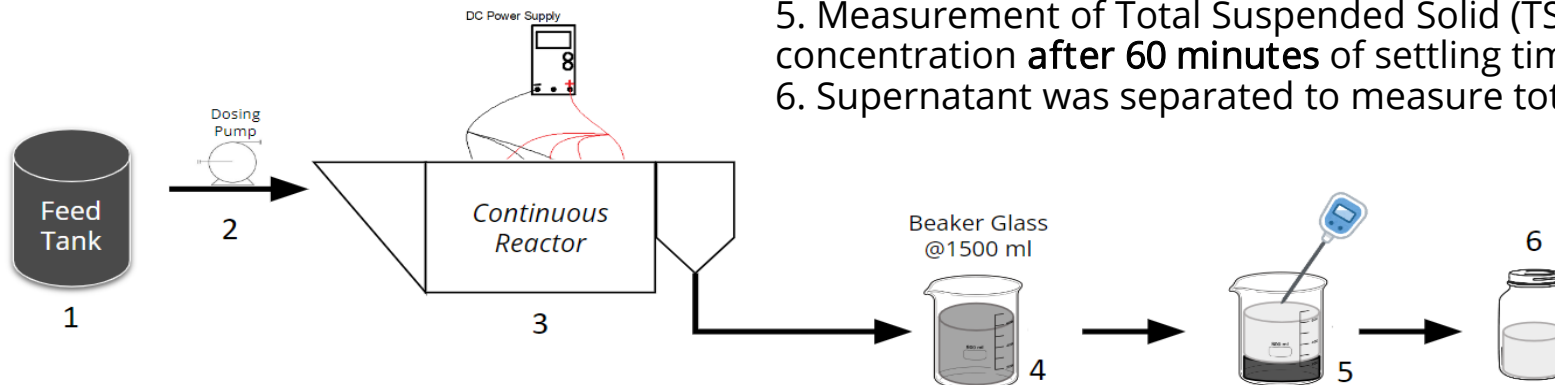 DC Power Supply
5. Measurement of Total Suspended Solid (TS
concentration after 60 minutes of settling tim
6. Supernatant was separated to measure tot
Dosing
Pump
Feed
Tank
1
2
Continuous
Reactor
3
Beaker Glass
@1500 ml
4
5
6